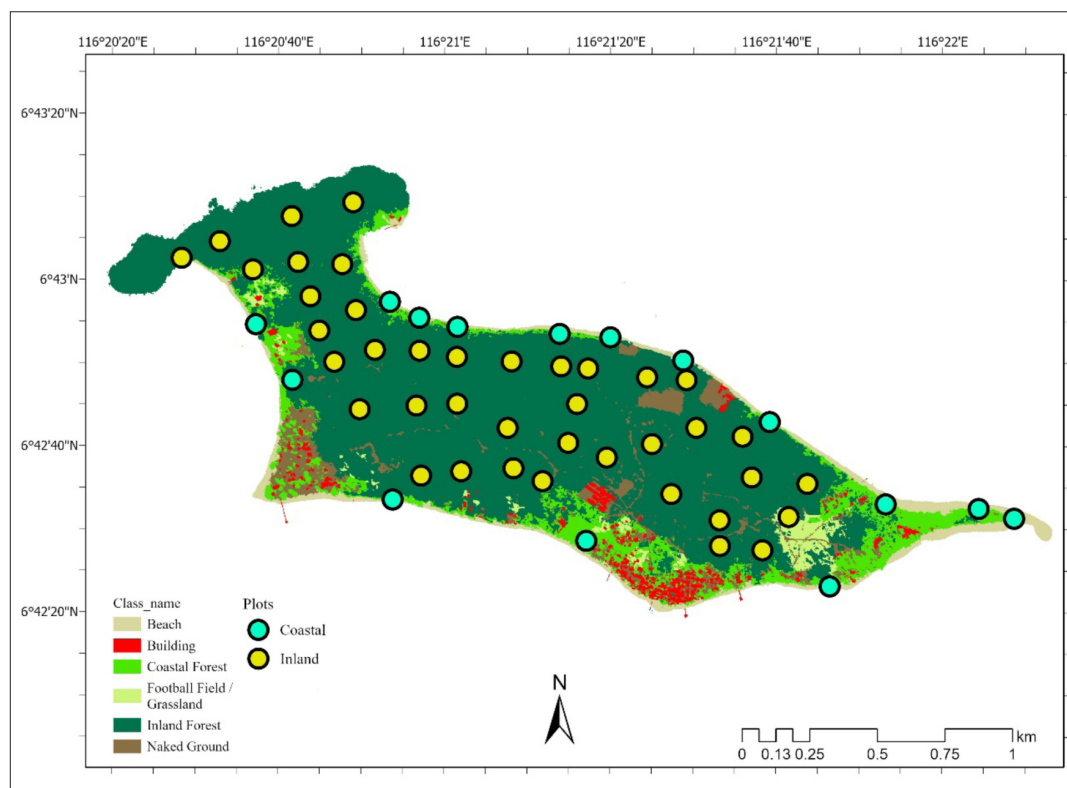 116°20'20"E 116°20'40"E 116°21'E 116°21'20"E 116°21'40"E 116°22'E
6°43'20"N
6°43'N
6°42'40"N
6°42'20"N
Class_name
Beach
Building
Coastal Forest
Football Field /
Grassland
Inland Forest
Naked Ground
Plots
Coastal
Inland
N
km
0 0.13 0.25 0.5 0.75 1